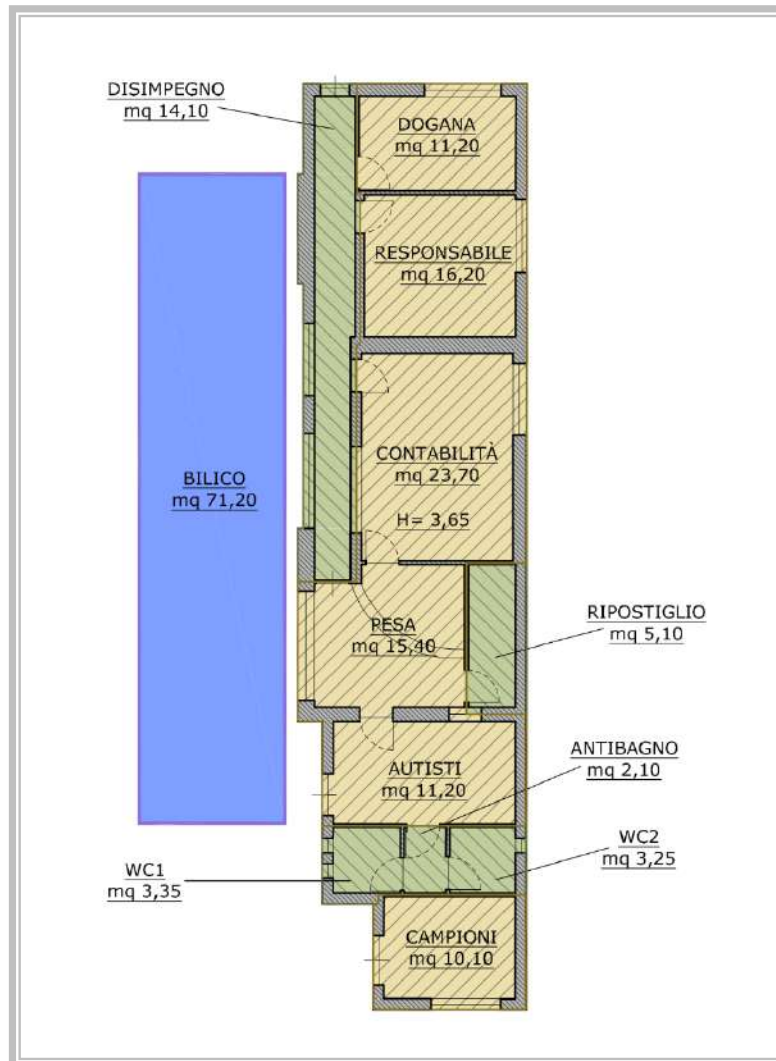 DISIMPEGNO
mq 14,10
DOGANA
mq 11,20
RESPONSABILE
mq 16,20
BILICO
mq 71,20
CONTABILITÀ
mq 23,70
H= 3,65
PESA
mq 15,40
RIPOSTIGLIO
mq 5,10
AUTISTI
mq 11,20
ANTIBAGNO
mq 2,10
WC1
mq 3,35
WC2
mq 3,25
CAMPIONI
mq 10,10